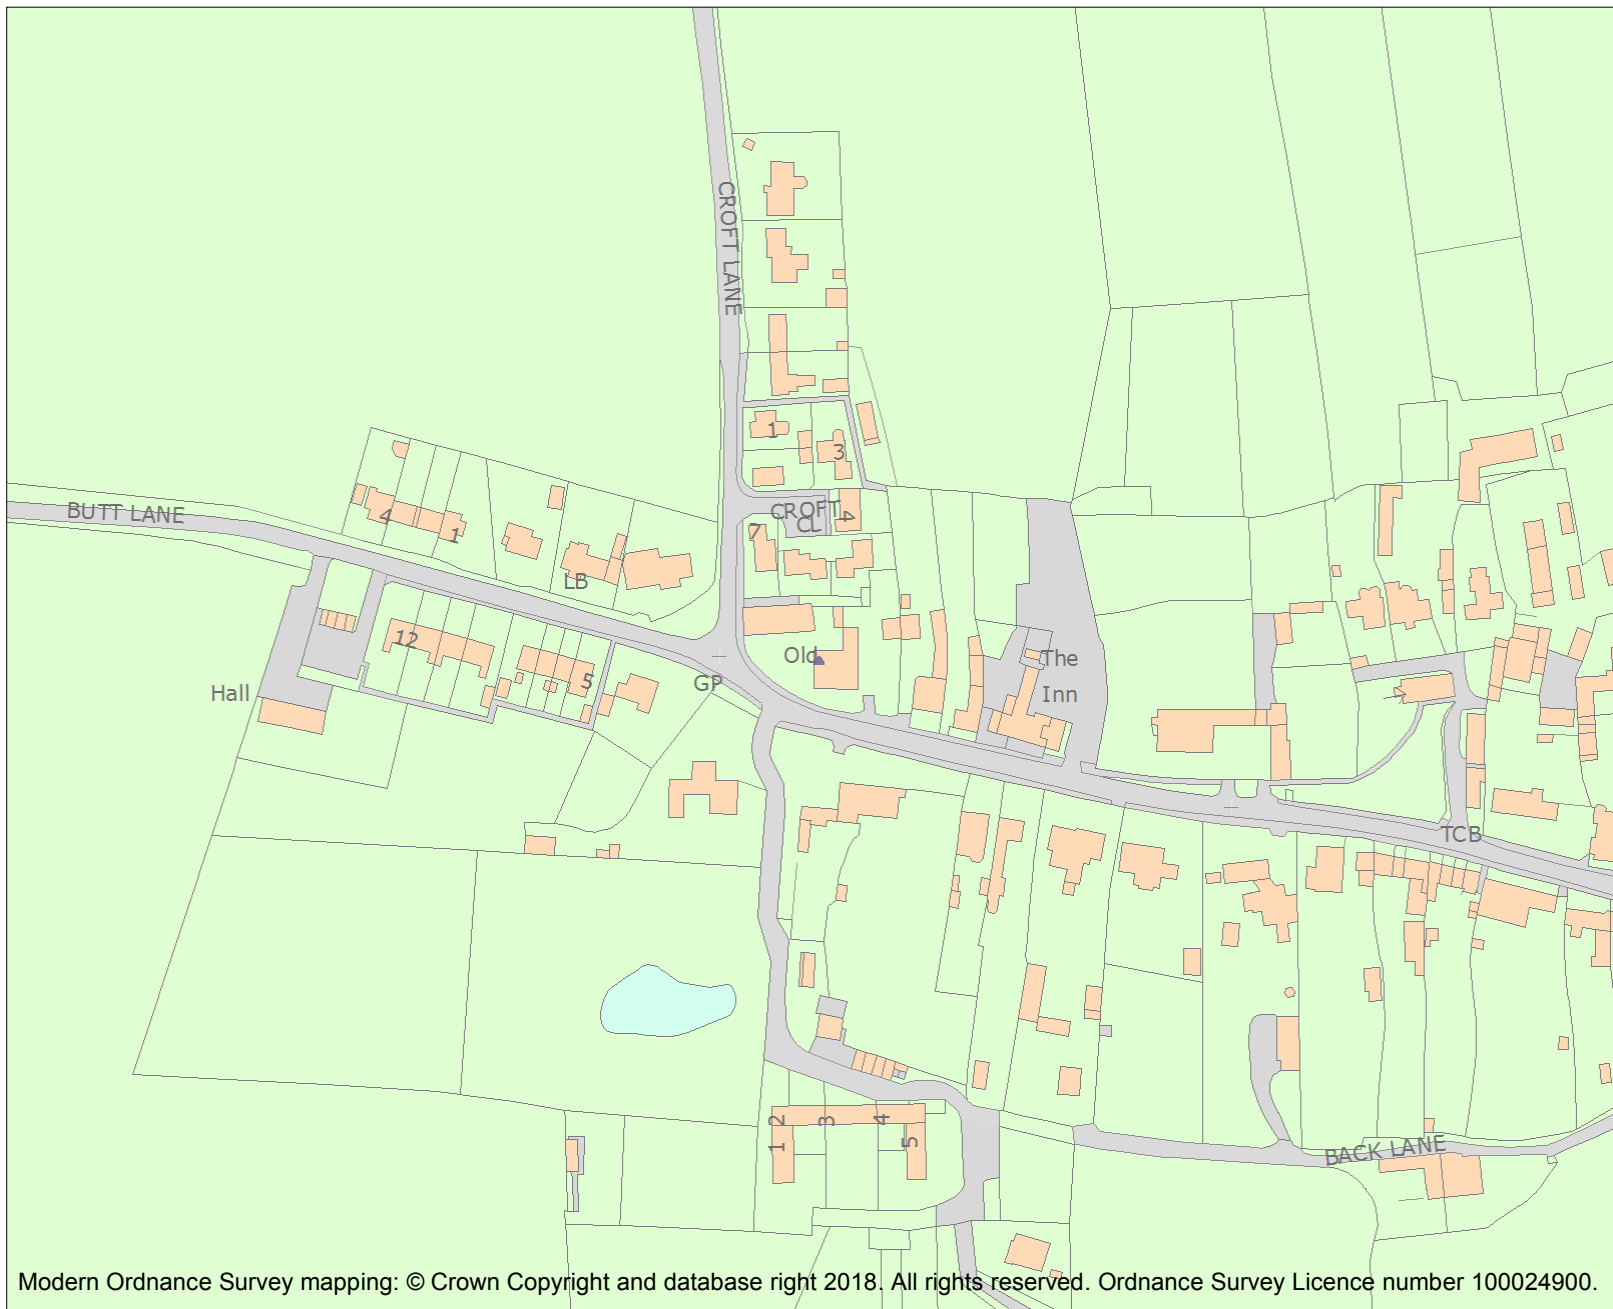 CROFT LANE
1
3
BUTT LANE
4
1
CROFT
CL
4
7
LB
12
Old
The
5
GP
Hall
Inn
TCB
2
3
4
1
5
BACK LANE
Modern Ordnance Survey mapping: © Crown Copyright and database right 2018. All rights reserved. Ordnance Survey Licence number 100024900.